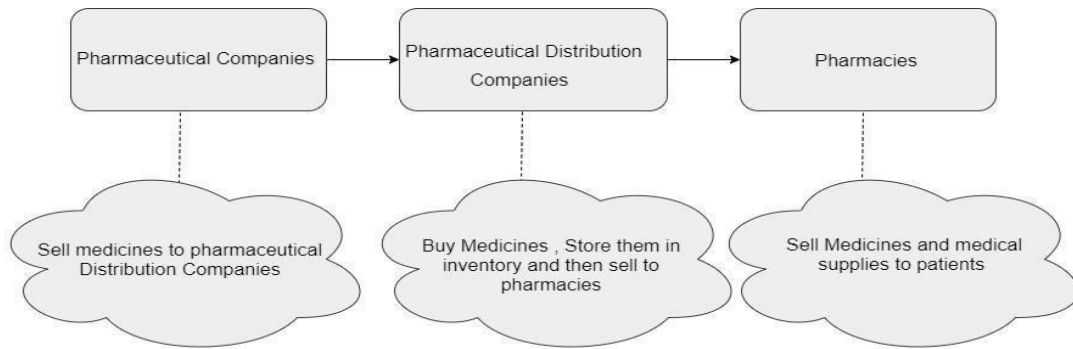 Pharmaceutical Companies
Pharmaceutical Distribution
Companies
Pharmacies
Sell medicines to pharmaceutical
Distribution Companies
Buy Medicines , Store them in
inventory and then sell to
pharmacies
Sell Medicines and medical
supplies to patients